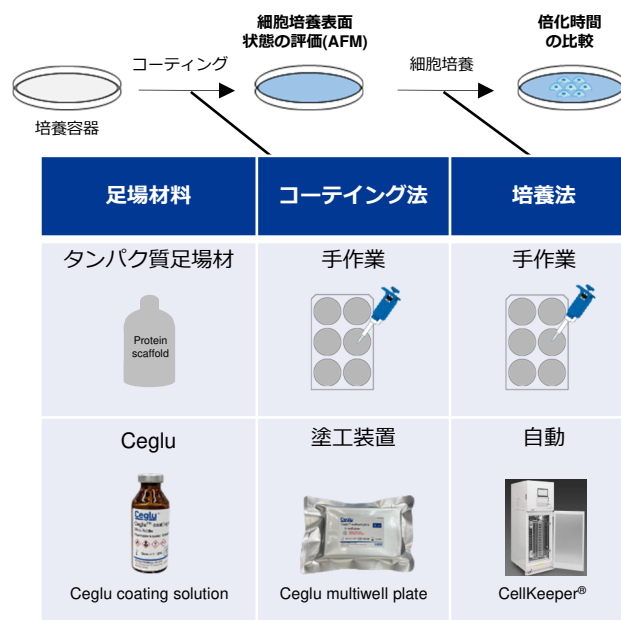 細胞培養表面
状態の評価(AFM)
倍化時間
の比較
コーティング
細胞培養
培養容器
足場材料
コーテイング法
培養法
タンパク質足場材
手作業
手作業
Protein
scaffold
Ceglu
塗工装置
自動
Ceglu
Ceglu
Ceglu coating solution
Ceglu multiwell plate
CellKeeper®